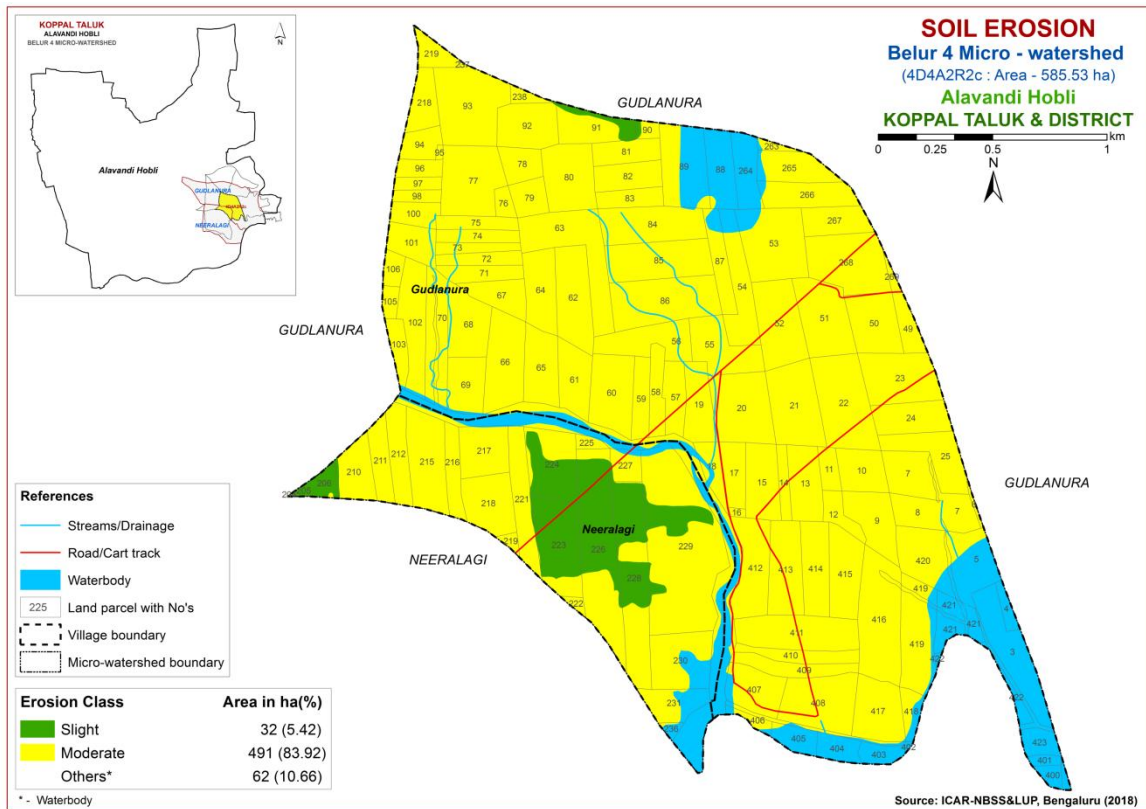 KOPPAL TALUK
ALAVANDI HOBLI
BELUR 4 MICRO-WATERSHED
N
Alavandi Hobli
GUDLANURA
NEERALAGI
SOIL EROSION
Belur 4 Micro - watershed
(4D4A2R2c : Area - 585.53 ha)
Alavandi Hobli
KOPPAL TALUK & DISTRICT
km
0 0.25 0.5 1
N
GUDLANURA
219
237
218 93 238
92 91 90
94 95 81 89 88 264 263 265
96 77 78 80 82
97 79 266
98 76 83
100 75 63 84 267
101 74 73 53
72 85 87 268
106 71 269
Gudlanura
105 70 67 64 62 86 54
102 68 52 51 50 49
103 56 55
66 65 61 23
69 60 59 58 57 19 20 21 22
24
GUDLANURA
GUDLANURA
210 211 212 215 216 217 225 227 18 17 25
208 224 15 14 13 11 10 7
218 221 16 12 9 8 7 6
219 Neeralagi
NEERALAGI
223 226 229 5
228 412 413 414 415 420
222 419 421 4
416 421 421
411 419 3
230 410 422
409
231 407 408 422
236 406 417 418
405 404 403 402 423
401
400
References
Streams/Drainage
Road/Cart track
Waterbody
225 Land parcel with No's
Village boundary
Micro-watershed boundary
Erosion Class Area in ha(%)
Slight 32 (5.42)
Moderate 491 (83.92)
Others* 62 (10.66)
* - Waterbody
Source: ICAR-NBSS&LUP, Bengaluru (2018)